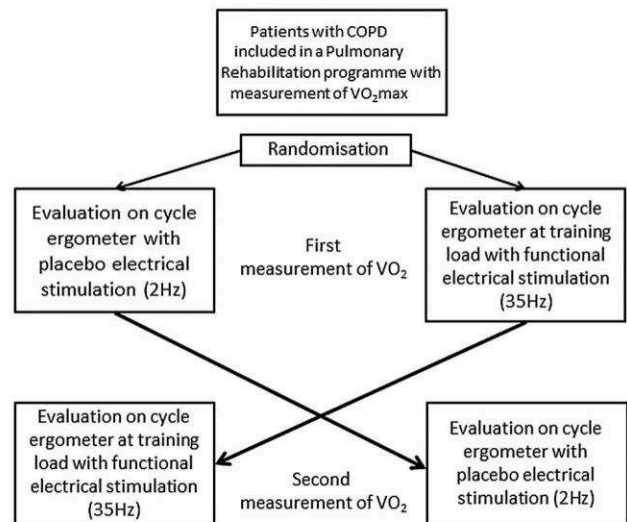 Patients with COPD
included in a Pulmonary
Rehabilitation programme with
measurement of VO₂max
Randomisation
Evaluation on cycle
ergometer with
placebo electrical
stimulation (2Hz)
First
measurement of VO₂
Evaluation on cycle
ergometer at training
load with functional
electrical stimulation
(35Hz)
Evaluation on cycle
ergometer at training
load with functional
electrical stimulation
(35Hz)
Second
measurement of VO₂
Evaluation on cycle
ergometer with
placebo electrical
stimulation (2Hz)